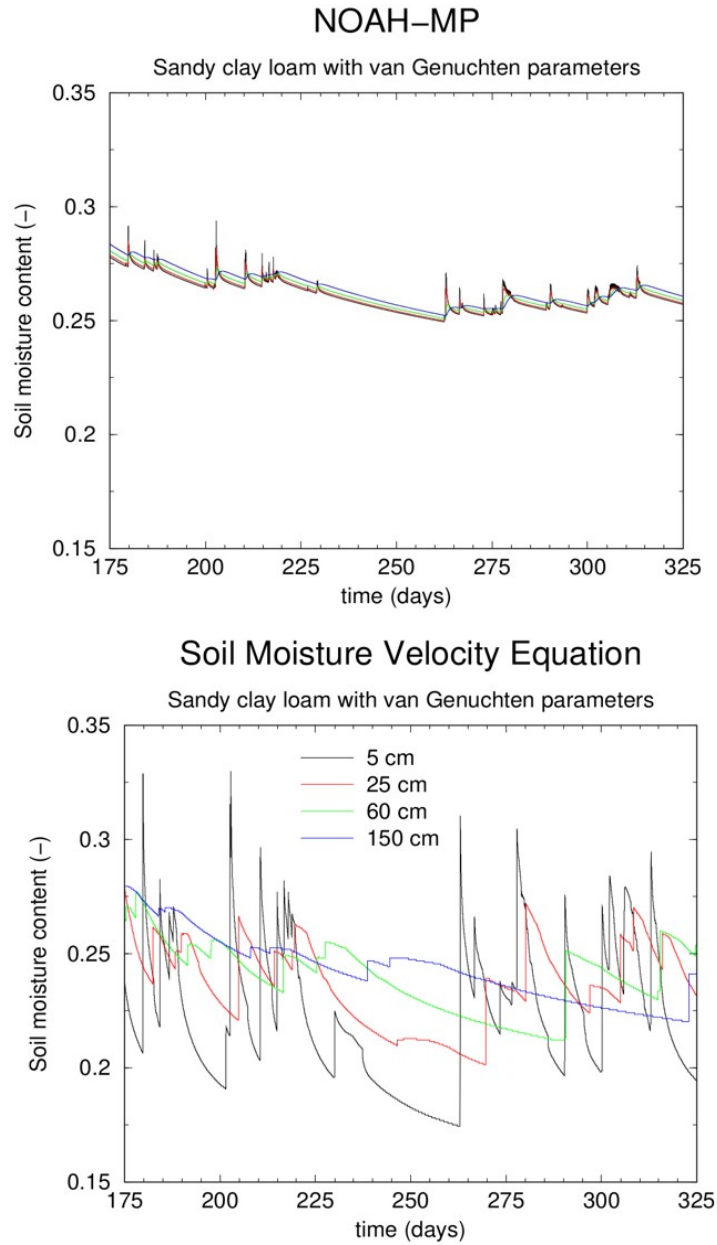 NOAH−MP
Sandy clay loam with van Genuchten parameters
0.35
0.3
0.25
0.2
0.15
Soil moisture content (−)
175 200 225 250 275 300 325
time (days)
Soil Moisture Velocity Equation
Sandy clay loam with van Genuchten parameters
0.35
0.3
0.25
0.2
0.15
Soil moisture content (−)
5 cm
25 cm
60 cm
150 cm
175 200 225 250 275 300 325
time (days)